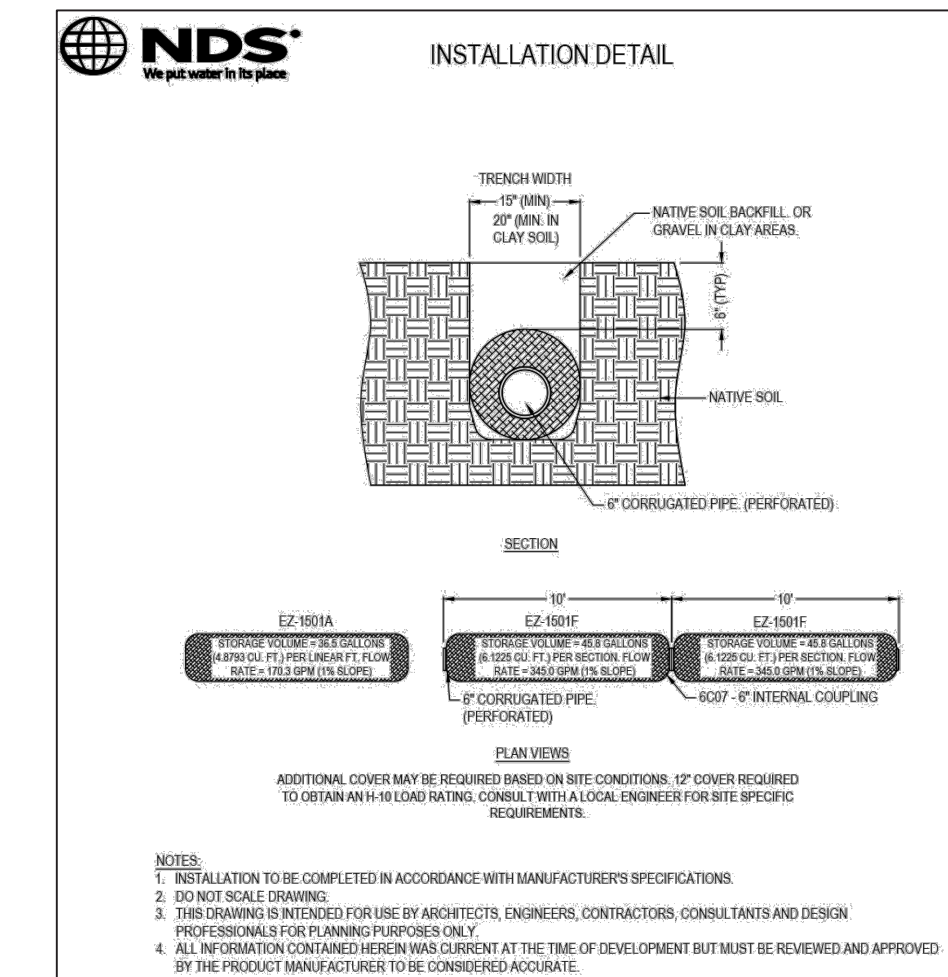 NDS
We put water in its place
INSTALLATION DETAIL
TRENCH WIDTH
15" (MIN)
20" (MIN. IN
CLAY SOIL)
NATIVE SOIL BACKFILL. OR
GRAVEL IN CLAY AREAS.
6" (TYP)
NATIVE SOIL
6" CORRUGATED PIPE. (PERFORATED)
SECTION
10'
10'
EZ-1501A
EZ-1501F
EZ-1501F
STORAGE VOLUME = 36.5 GALLONS
(4.8793 CU. FT.) PER LINEAR FT. FLOW
RATE = 170.3 GPM (1% SLOPE)
STORAGE VOLUME = 45.8 GALLONS
(6.1225 CU. FT.) PER SECTION. FLOW
RATE = 345.0 GPM (1% SLOPE)
STORAGE VOLUME = 45.8 GALLONS
(6.1225 CU. FT.) PER SECTION. FLOW
RATE = 345.0 GPM (1% SLOPE)
6" CORRUGATED PIPE.
(PERFORATED)
6C07 - 6" INTERNAL COUPLING
PLAN VIEWS
ADDITIONAL COVER MAY BE REQUIRED BASED ON SITE CONDITIONS. 12" COVER REQUIRED
TO OBTAIN AN H-10 LOAD RATING, CONSULT WITH A LOCAL ENGINEER FOR SITE SPECIFIC
REQUIREMENTS.
NOTES:
1. INSTALLATION TO BE COMPLETED IN ACCORDANCE WITH MANUFACTURER'S SPECIFICATIONS.
2. DO NOT SCALE DRAWING.
3. THIS DRAWING IS INTENDED FOR USE BY ARCHITECTS, ENGINEERS, CONTRACTORS, CONSULTANTS AND DESIGN
PROFESSIONALS FOR PLANNING PURPOSES ONLY.
4. ALL INFORMATION CONTAINED HEREIN WAS CURRENT AT THE TIME OF DEVELOPMENT BUT MUST BE REVIEWED AND APPROVED
BY THE PRODUCT MANUFACTURER TO BE CONSIDERED ACCURATE.